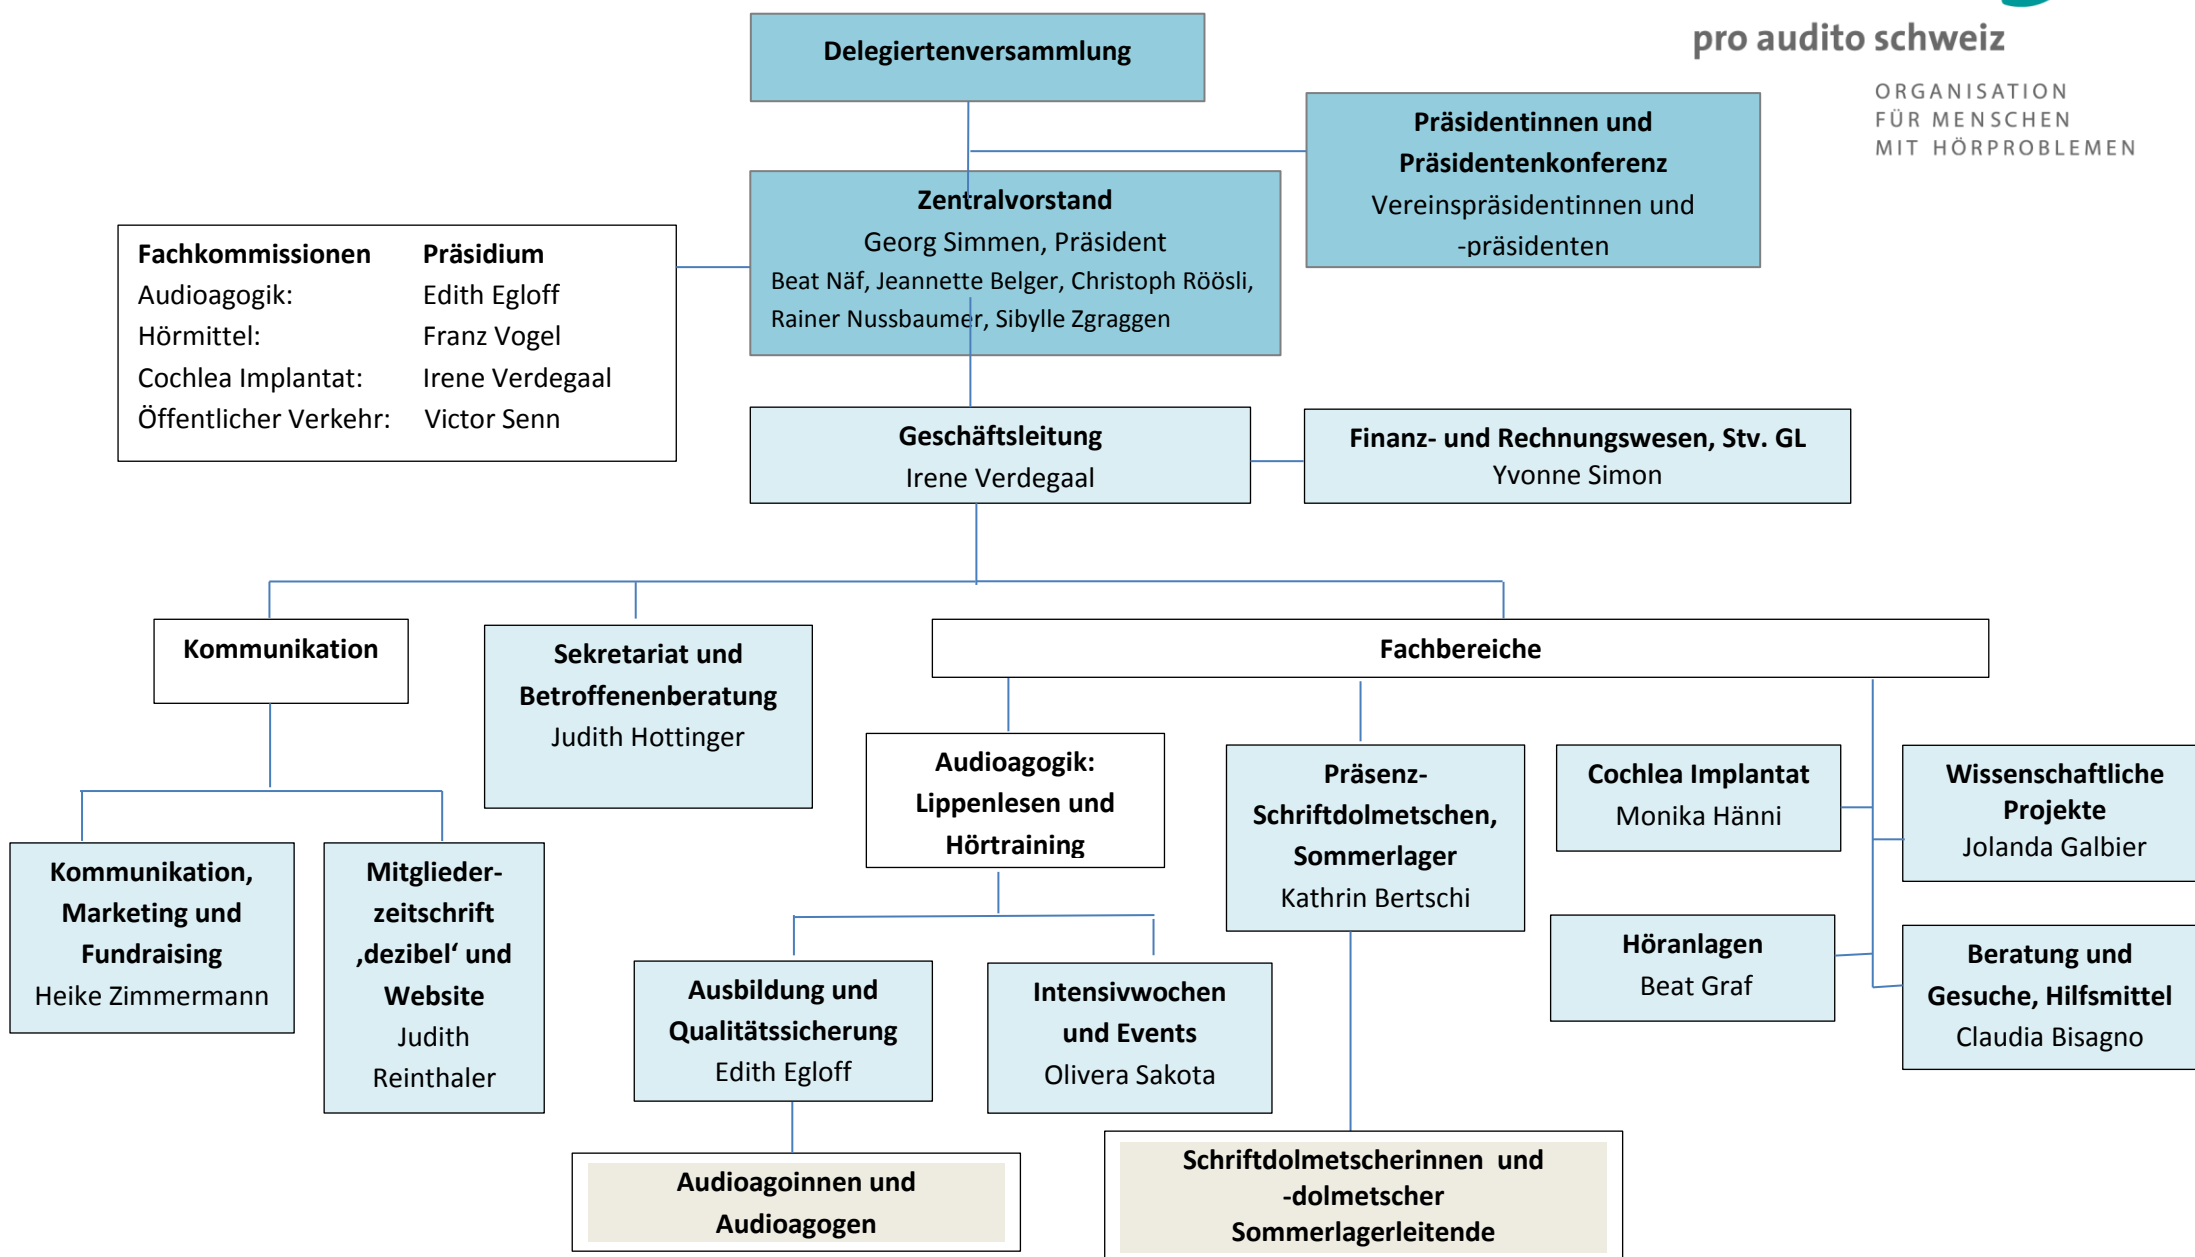 pro audito schweiz
ORGANISATION
FÜR MENSCHEN
MIT HÖRPROBLEMEN
Delegiertenversammlung
Präsidentinnen und
Präsidentenkonferenz
Vereinspräsidentinnen und
-präsidenten
Zentralvorstand
Georg Simmen, Präsident
Beat Näf, Jeannette Belger, Christoph Röösli,
Rainer Nussbaumer, Sibylle Zgraggen
Fachkommissionen Präsidium
Audioagogik: Edith Egloff
Hörmittel: Franz Vogel
Cochlea Implantat: Irene Verdegaal
Öffentlicher Verkehr: Victor Senn
Geschäftsleitung
Irene Verdegaal
Finanz- und Rechnungswesen, Stv. GL
Yvonne Simon
Kommunikation
Sekretariat und
Betroffenenberatung
Judith Hottinger
Fachbereiche
Kommunikation,
Marketing und
Fundraising
Heike Zimmermann
Mitglieder-
zeitschrift
‚dezibel‘ und
Website
Judith
Reinthaler
Audioagogik:
Lippenlesen und
Hörtraining
Präsenz-
Schriftdolmetschen,
Sommerlager
Kathrin Bertschi
Cochlea Implantat
Monika Hänni
Wissenschaftliche
Projekte
Jolanda Galbier
Höranlagen
Beat Graf
Beratung und
Gesuche, Hilfsmittel
Claudia Bisagno
Ausbildung und
Qualitätssicherung
Edith Egloff
Intensivwochen
und Events
Olivera Sakota
Audioagoinnen und
Audioagogen
Schriftdolmetscherinnen und
-dolmetscher
Sommerlagerleitende